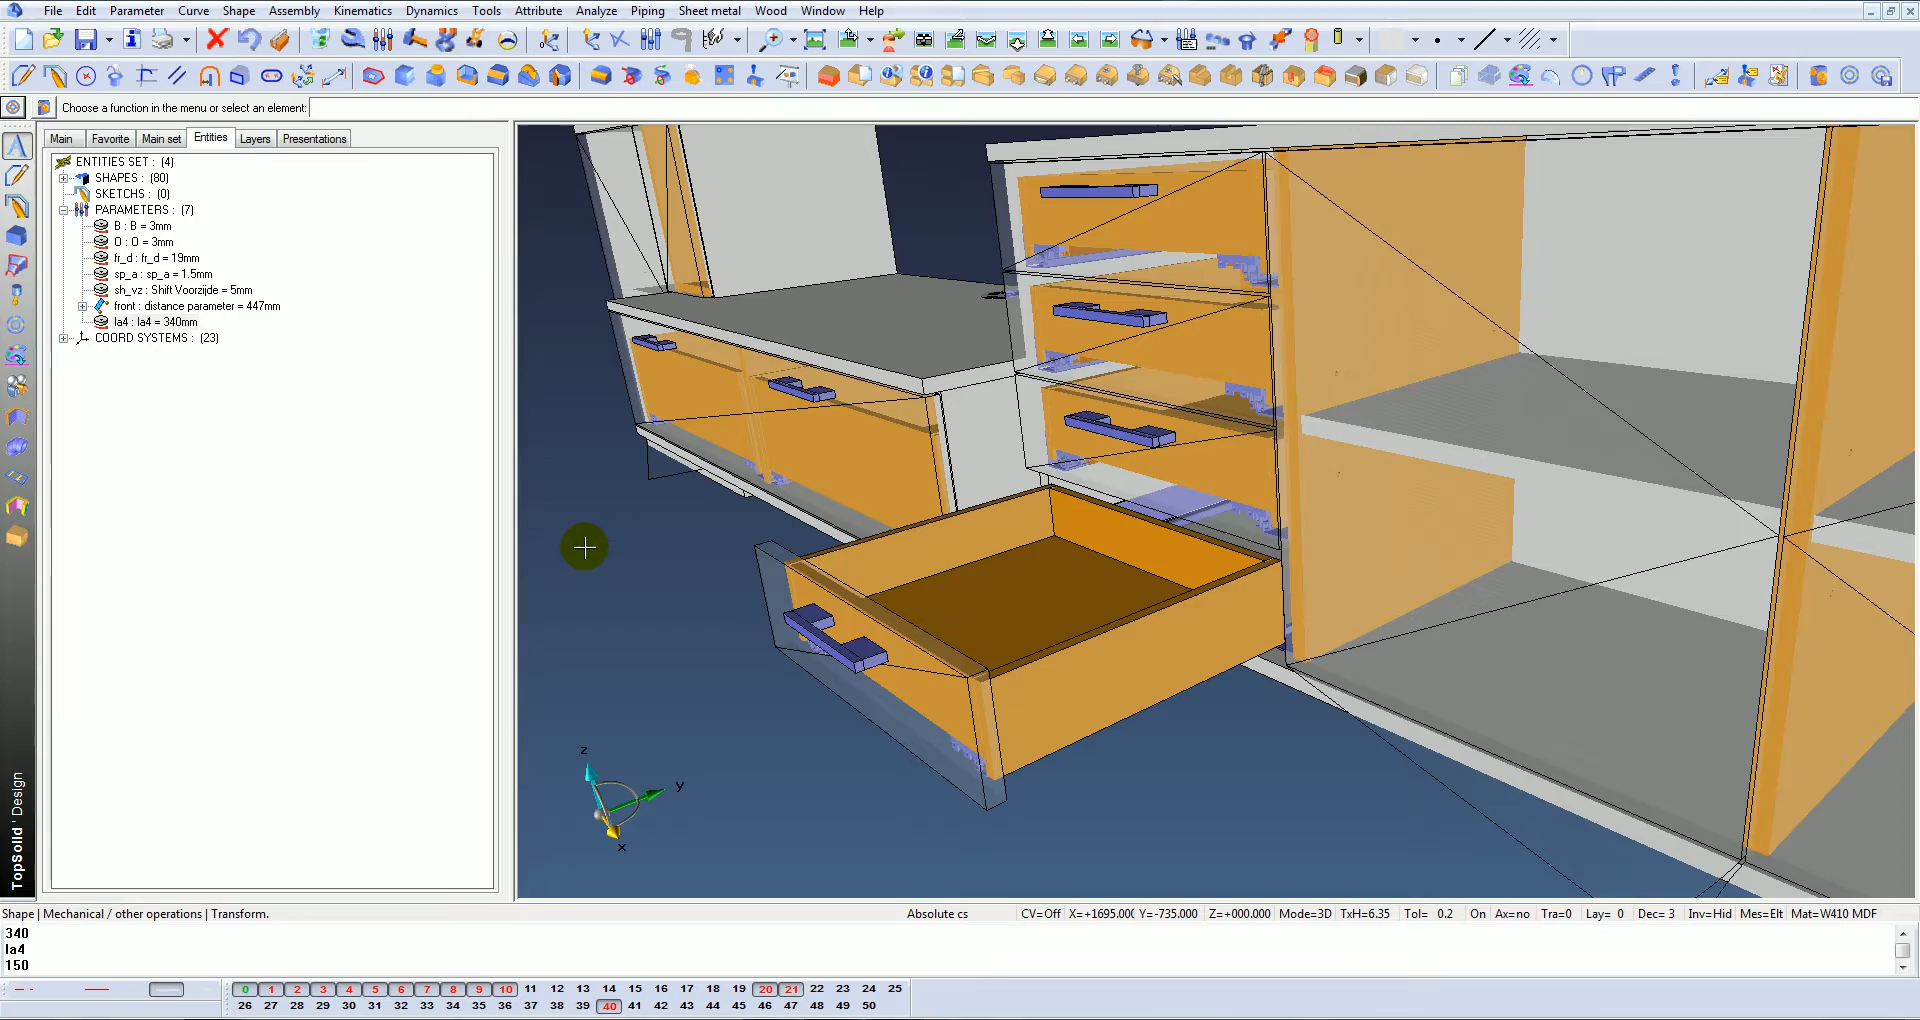 File Edit Parameter Curve Shape Assembly Kinematics Dynamics Tools Attribute Analyze Piping Sheet metal Wood Window Help
Choose a function in the menu or select an element:
Main Favorite Main set Entities Layers Presentations
ENTITIES SET : (4)
SHAPES : (80)
SKETCHS : (0)
PARAMETERS : (7)
B : B = 3mm
O : O = 3mm
fr_d : fr_d = 19mm
sp_a : sp_a = 1.5mm
sh_vz : Shift Voorzijde = 5mm
front : distance parameter = 447mm
la4 : la4 = 340mm
COORD SYSTEMS : (23)
z
y
x
TopSolid'Design
Shape | Mechanical / other operations | Transform.
Absolute cs CV=Off X=+1695.000 Y=-735.000 Z=+000.000 Mode=3D TxH=6.35 Tol= 0.2 On Ax=no Tra=0 Lay= 0 Dec= 3 Inv=Hid Mes=Elt Mat=W410 MDF
340
la4
150
0 1 2 3 4 5 6 7 8 9 10 11 12 13 14 15 16 17 18 19 20 21 22 23 24 25
26 27 28 29 30 31 32 33 34 35 36 37 38 39 40 41 42 43 44 45 46 47 48 49 50